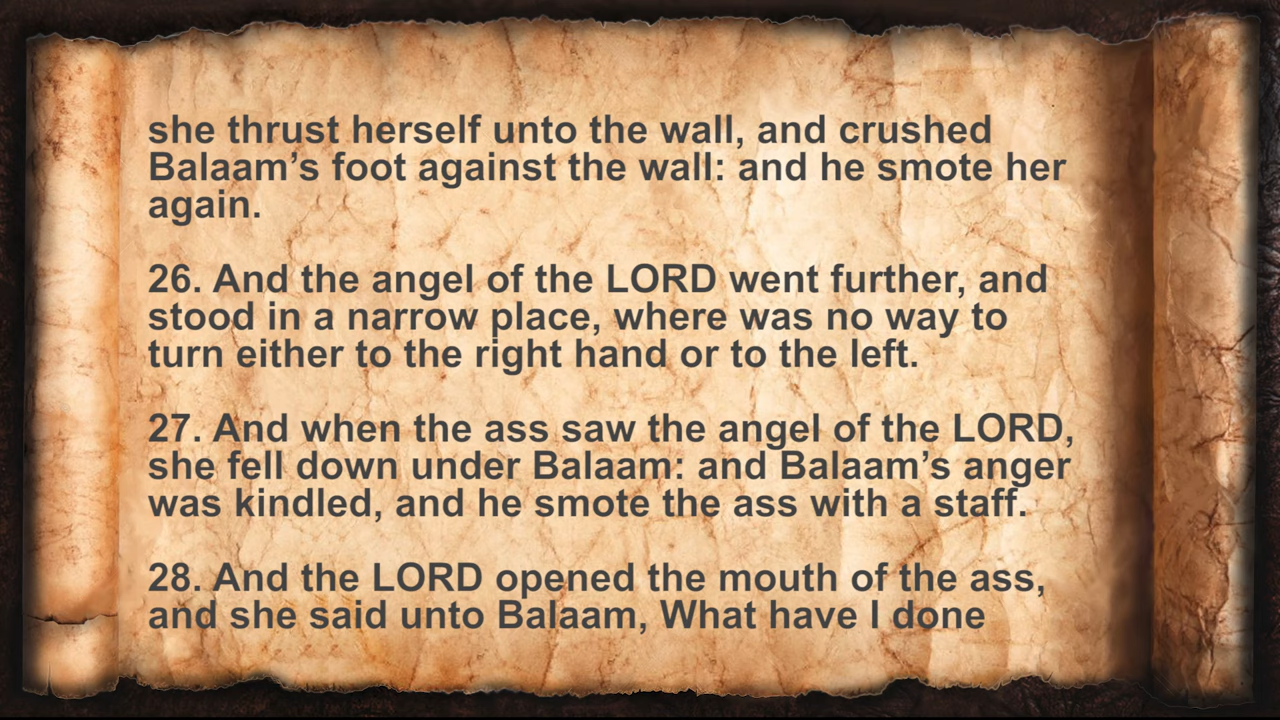 she thrust herself unto the wall, and crushed
Balaam’s foot against the wall: and he smote her
again.
26. And the angel of the LORD went further, and
stood in a narrow place, where was no way to
turn either to the right hand or to the left.
27. And when the ass saw the angel of the LORD,
she fell down under Balaam: and Balaam’s anger
was kindled, and he smote the ass with a staff.
28. And the LORD opened the mouth of the ass,
and she said unto Balaam, What have I done